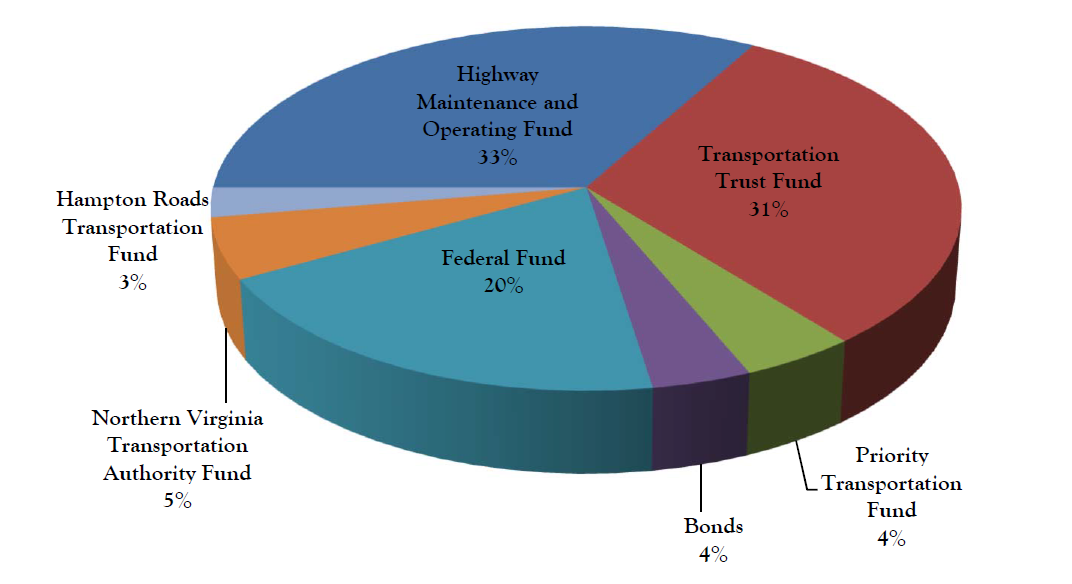 Highway
Maintenance and
Operating Fund
33%
Transportation
Trust Fund
31%
Hampton Roads
Transportation
Fund
3%
Federal Fund
20%
Northern Virginia
Transportation
Authority Fund
5%
Priority
Transportation
Fund
4%
Bonds
4%